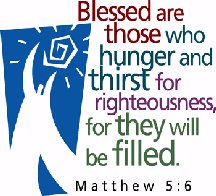 Blessed are
those who
hunger and
thirst for
righteousness,
for they will
be filled.
Matthew 5:6